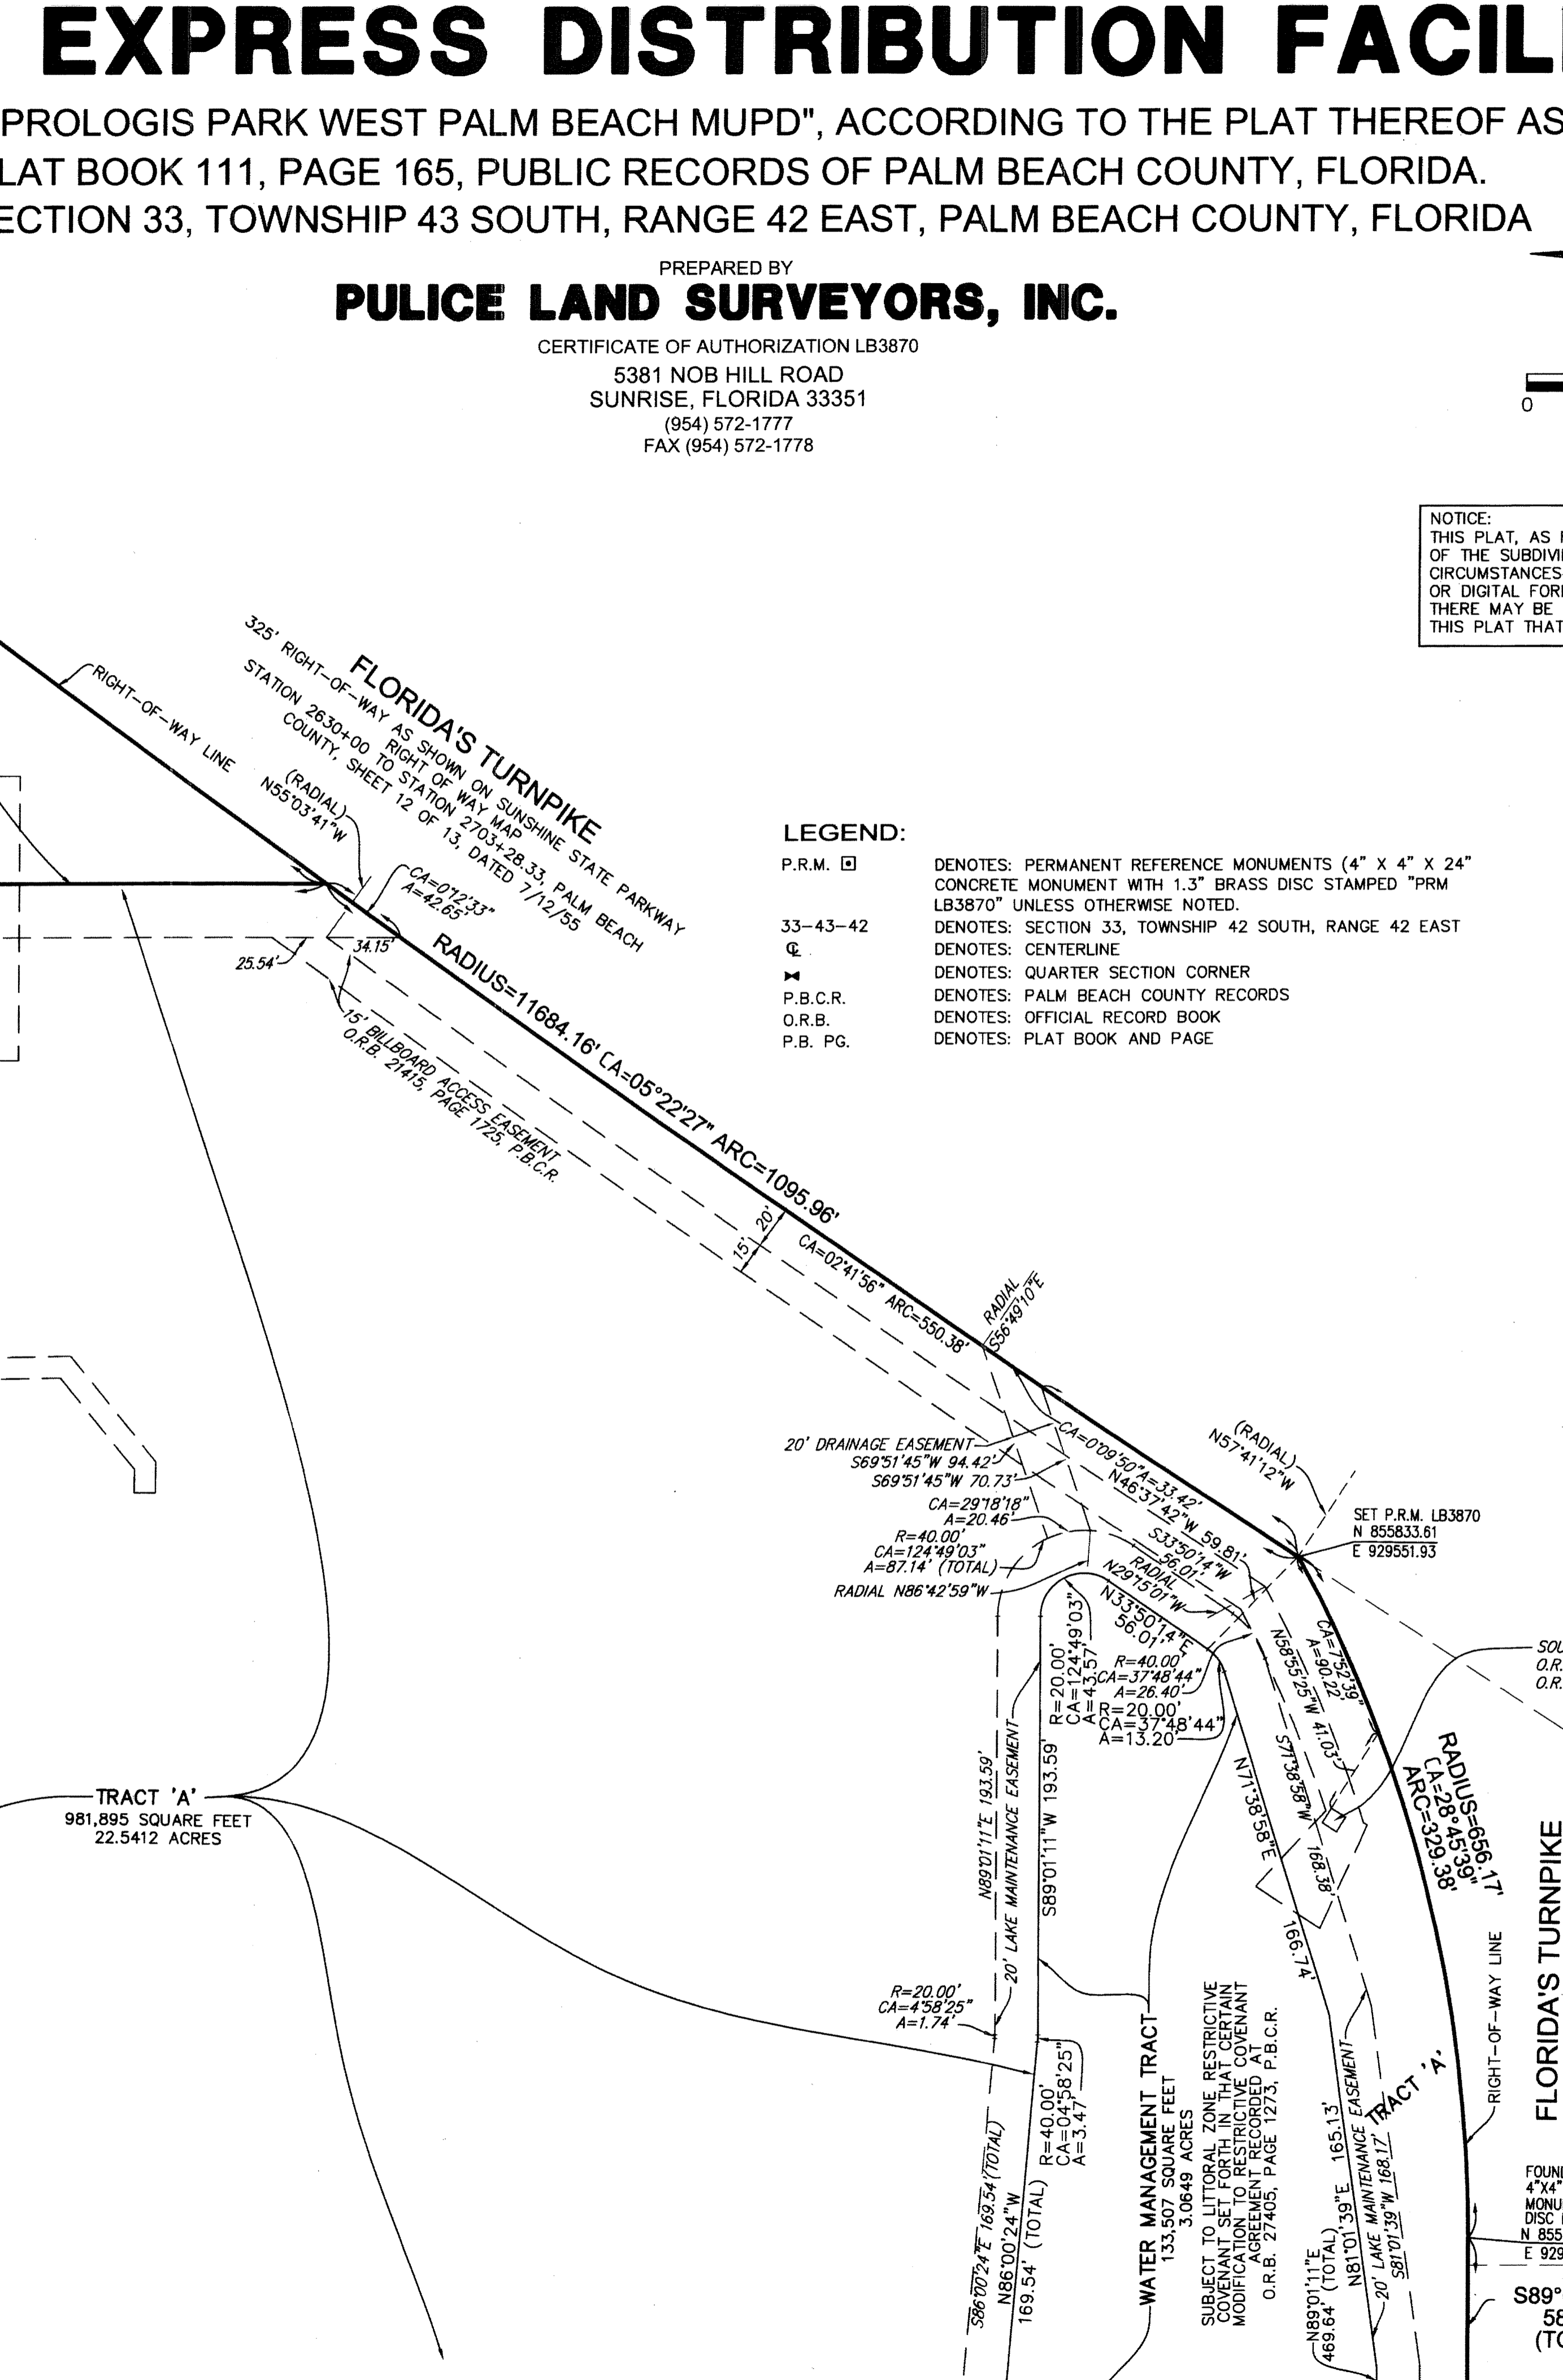 EXPRESS DISTRIBUTION FACILI
PROLOGIS PARK WEST PALM BEACH MUPD", ACCORDING TO THE PLAT THEREOF AS
LAT BOOK 111, PAGE 165, PUBLIC RECORDS OF PALM BEACH COUNTY, FLORIDA.
ECTION 33, TOWNSHIP 43 SOUTH, RANGE 42 EAST, PALM BEACH COUNTY, FLORIDA
PREPARED BY
PULICE LAND SURVEYORS, INC.
CERTIFICATE OF AUTHORIZATION LB3870
5381 NOB HILL ROAD
SUNRISE, FLORIDA 33351
(954) 572-1777
FAX (954) 572-1778
0
NOTICE:
THIS PLAT, AS
OF THE SUBDIVI
CIRCUMSTANCES
OR DIGITAL FOR
THERE MAY BE
THIS PLAT THAT
RIGHT-OF-WAY LINE
FLORIDA'S TURNPIKE
325' RIGHT-OF-WAY AS SHOWN ON SUNSHINE STATE PARKWAY
RIGHT OF WAY MAP
STATION 2630+00 TO STATION 2703+28.33, PALM BEACH
COUNTY, SHEET 12 OF 13, DATED 7/12/55
(RADIAL)
N55°03'41"W
CA=0°12'33"
A=42.65'
34.15'
25.54'
15' BILLBOARD ACCESS EASEMENT
O.R.B. 21415, PAGE 1725, P.B.C.R.
RADIUS=11684.16' CA=05°22'27" ARC=1095.96'
LEGEND:
P.R.M. DENOTES: PERMANENT REFERENCE MONUMENTS (4" X 4" X 24"
CONCRETE MONUMENT WITH 1.3" BRASS DISC STAMPED "PRM
LB3870" UNLESS OTHERWISE NOTED.
33-43-42 DENOTES: SECTION 33, TOWNSHIP 42 SOUTH, RANGE 42 EAST
℄ DENOTES: CENTERLINE
DENOTES: QUARTER SECTION CORNER
P.B.C.R. DENOTES: PALM BEACH COUNTY RECORDS
O.R.B. DENOTES: OFFICIAL RECORD BOOK
P.B. PG. DENOTES: PLAT BOOK AND PAGE
20'
15'
CA=02°41'56" ARC=550.38'
RADIAL
S56°49'10"E
20' DRAINAGE EASEMENT
S69°51'45"W 94.42'
S69°51'45"W 70.73'
CA=29°18'18"
A=20.46'
R=40.00'
CA=124°49'03"
A=87.14' (TOTAL)
RADIAL N86°42'59"W
CA=0°09'50" A=33.42'
N46°37'42"W 59.81'
S33°50'14"W
56.01'
RADIAL
N29°15'01"W
N33°50'14"E
56.01'
(RADIAL)
N57°41'12"W
SET P.R.M. LB3870
N 855833.61
E 929551.93
R=20.00'
CA=124°49'03"
A=43.57'
R=40.00'
CA=37°48'44"
A=26.40'
R=20.00'
CA=37°48'44"
A=13.20'
CA=7°52'39"
A=90.22'
N58°55'25"W 41.03'
S71°38'58"W
168.38'
N71°38'58"E
166.74'
SOU
O.R.
O.R.
RADIUS=656.17'
CA=28°45'39"
ARC=329.38'
TRACT 'A'
981,895 SQUARE FEET
22.5412 ACRES
N89°01'11"E 193.59'
20' LAKE MAINTENANCE EASEMENT
S89°01'11"W 193.59'
R=20.00'
CA=4°58'25"
A=1.74'
R=40.00'
CA=04°58'25"
A=3.47'
S86°00'24"E 169.54' (TOTAL)
N86°00'24"W
169.54' (TOTAL)
WATER MANAGEMENT TRACT
133,507 SQUARE FEET
3.0649 ACRES
SUBJECT TO LITTORAL ZONE RESTRICTIVE
COVENANT SET FORTH IN THAT CERTAIN
MODIFICATION TO RESTRICTIVE COVENANT
AGREEMENT RECORDED AT
O.R.B. 27405, PAGE 1273, P.B.C.R.
N89°01'11"E
469.64' (TOTAL)
N81°01'39"E 165.13'
20' LAKE MAINTENANCE EASEMENT
S81°01'39"W 168.17'
TRACT 'A'
RIGHT-OF-WAY LINE
FLORIDA'S TURNPIKE
FOUN
4"X4"
MONU
DISC
N 855
E 929
S89°
58
(TO